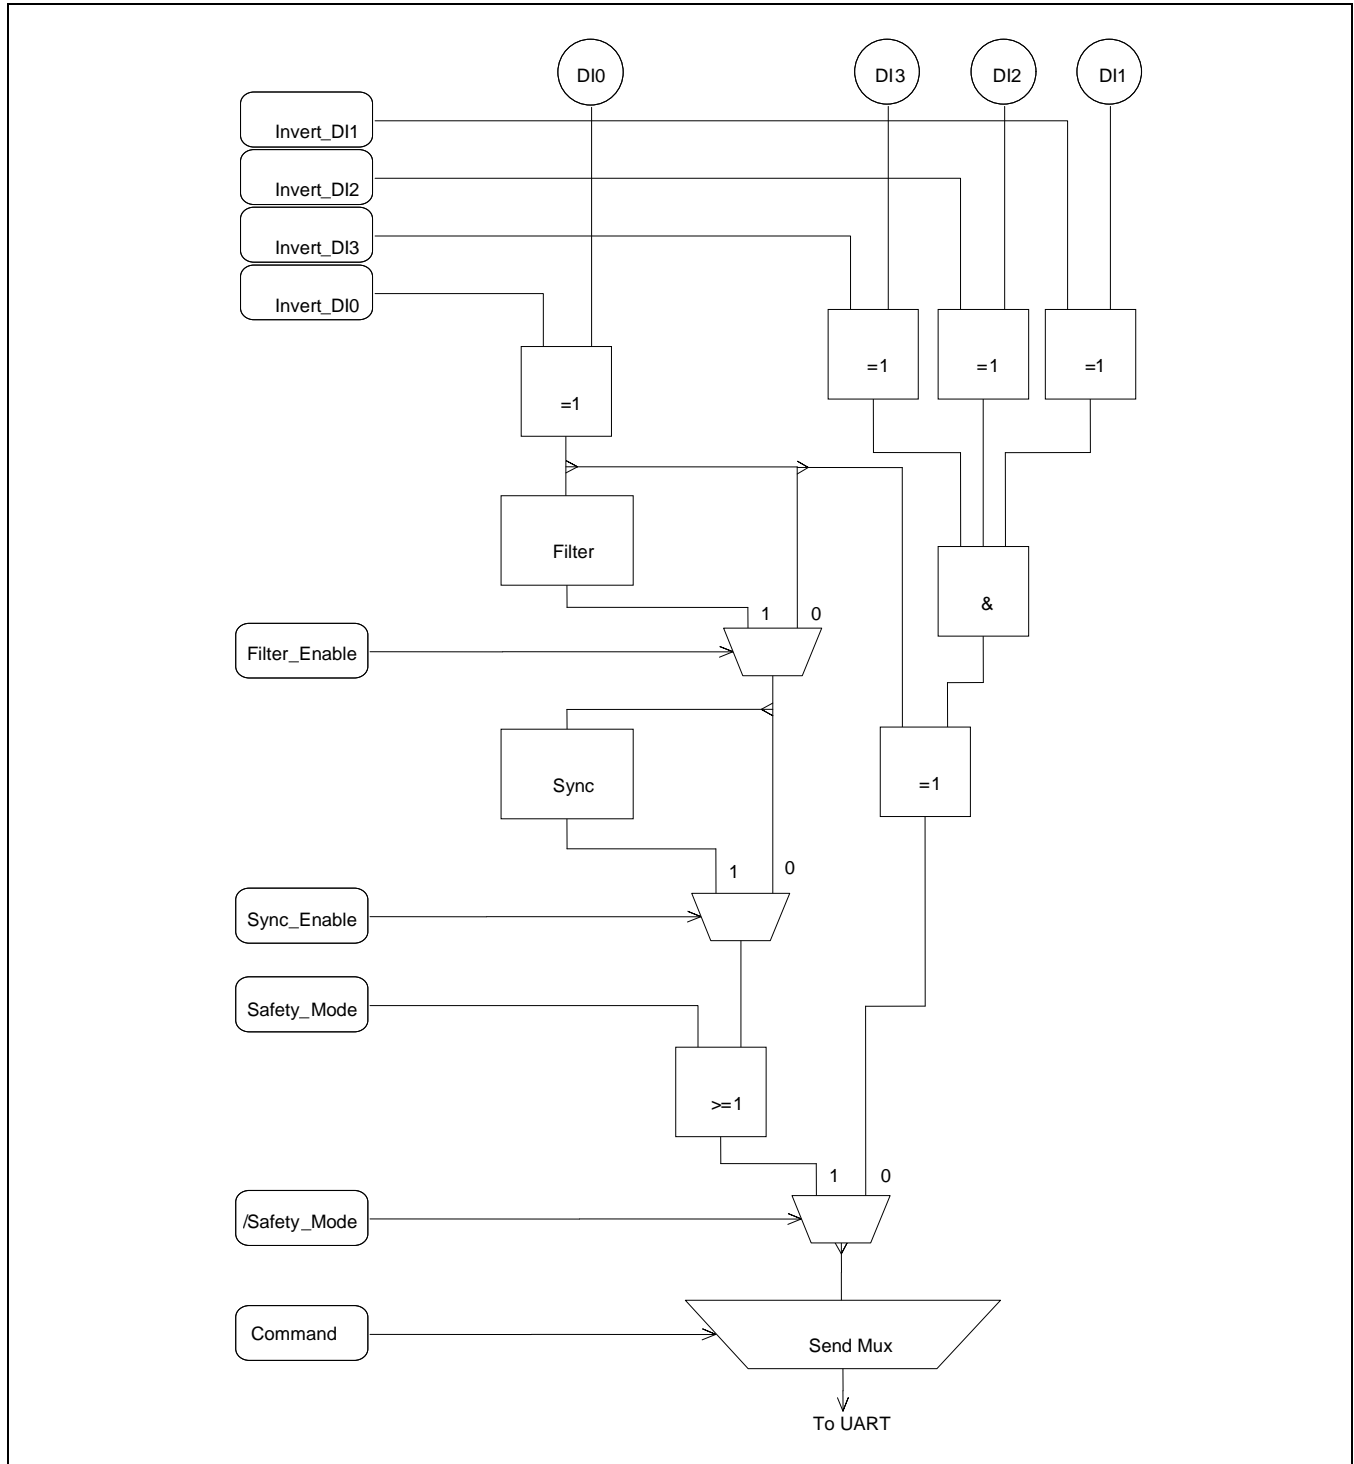 DI0
DI3
DI2
DI1
Invert_DI1
Invert_DI2
Invert_DI3
Invert_DI0
=1
=1
=1
=1
Filter
&
1
0
Filter_Enable
Sync
=1
1
0
Sync_Enable
Safety_Mode
>=1
1
0
/Safety_Mode
Command
Send Mux
To UART